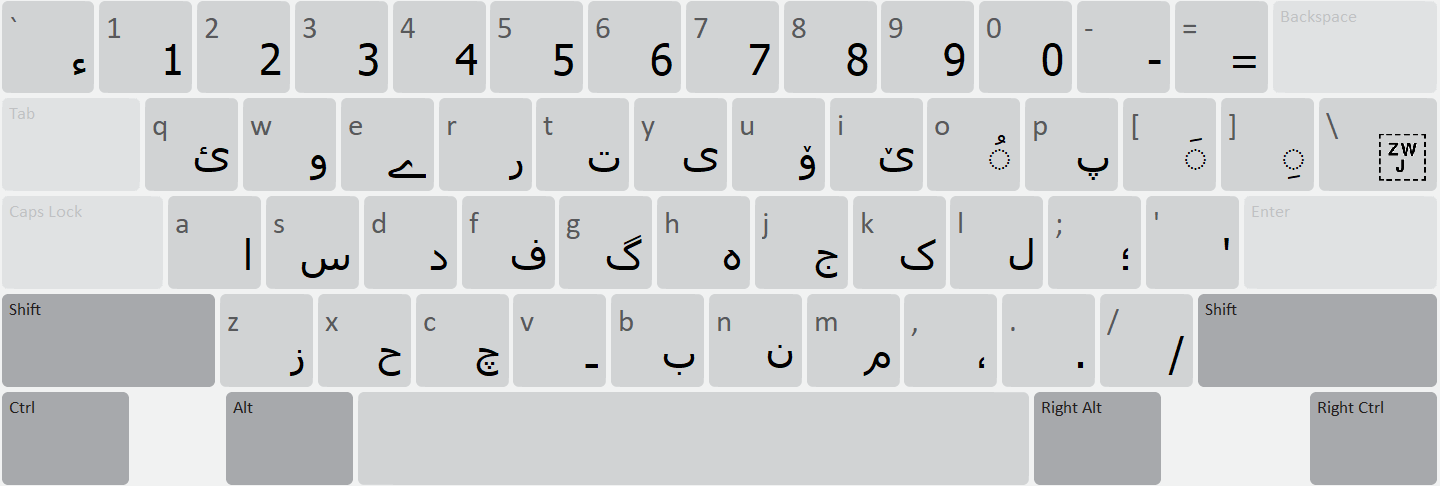 ` ء 1 1 2 2 3 3 4 4 5 5 6 6 7 7 8 8 9 9 0 0 - - = = Backspace
Tab q ئ w و e ے r ر t ت y ی u ۆ i ێ o ُ p پ [ َ ] ِ \ ZWJ
Caps Lock a ا s س d د f ف g گ h ہ j ج k ک l ل ; ؛ ' ' Enter
Shift z ز x ح c چ v ـ b ب n ن m م , ، . . / / Shift
Ctrl Alt Right Alt Right Ctrl